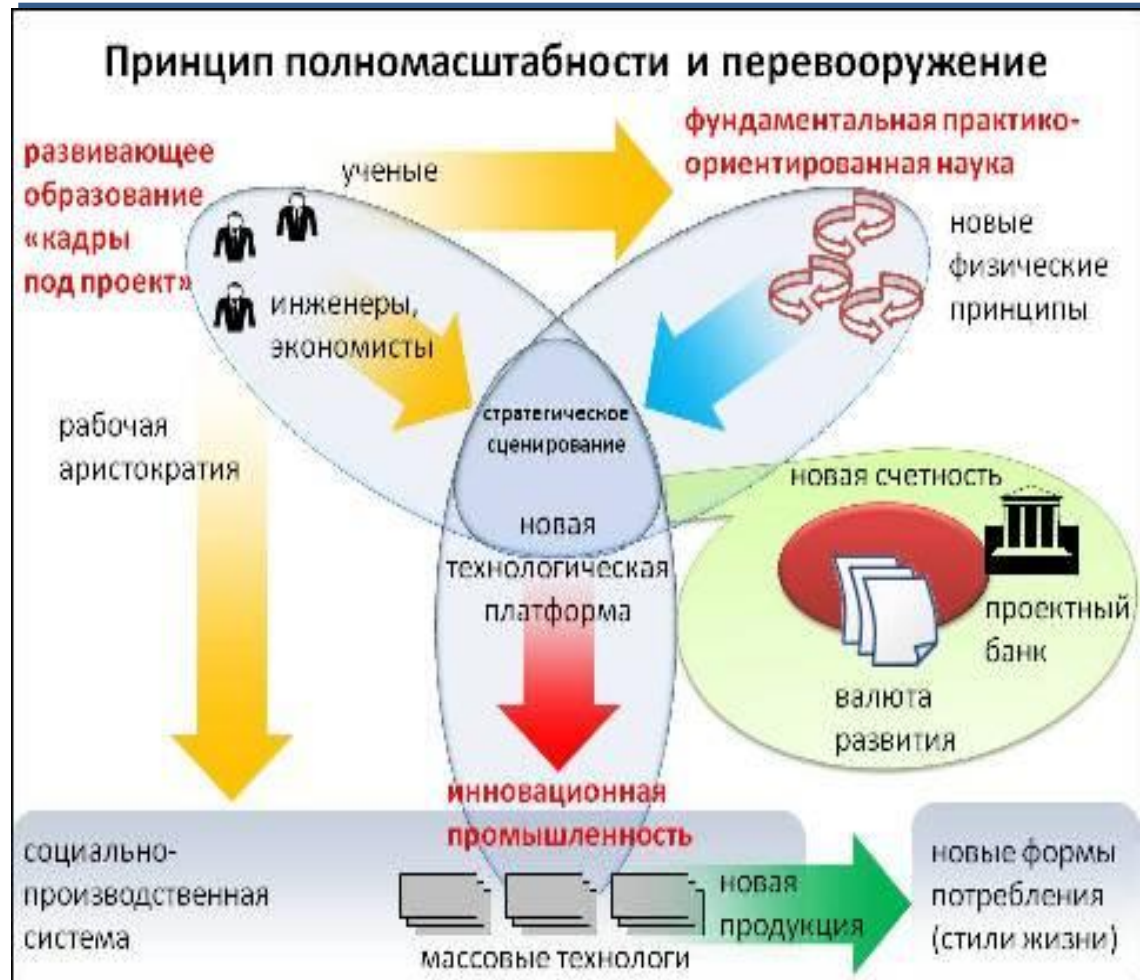 Принцип полномасштабности и перевооружение
развивающее
образование
«кадры
под проект»
ученые
фундаментальная практико-
ориентированная наука
новые
физические
принципы
инженеры,
экономисты
рабочая
аристократия
стратегическое
сценирование
новая
технологическая
платформа
новая счетность
проектный
банк
валюта
развития
инновационная
промышленность
социально-
производственная
система
массовые технологи
новая
продукция
новые формы
потребления
(стили жизни)